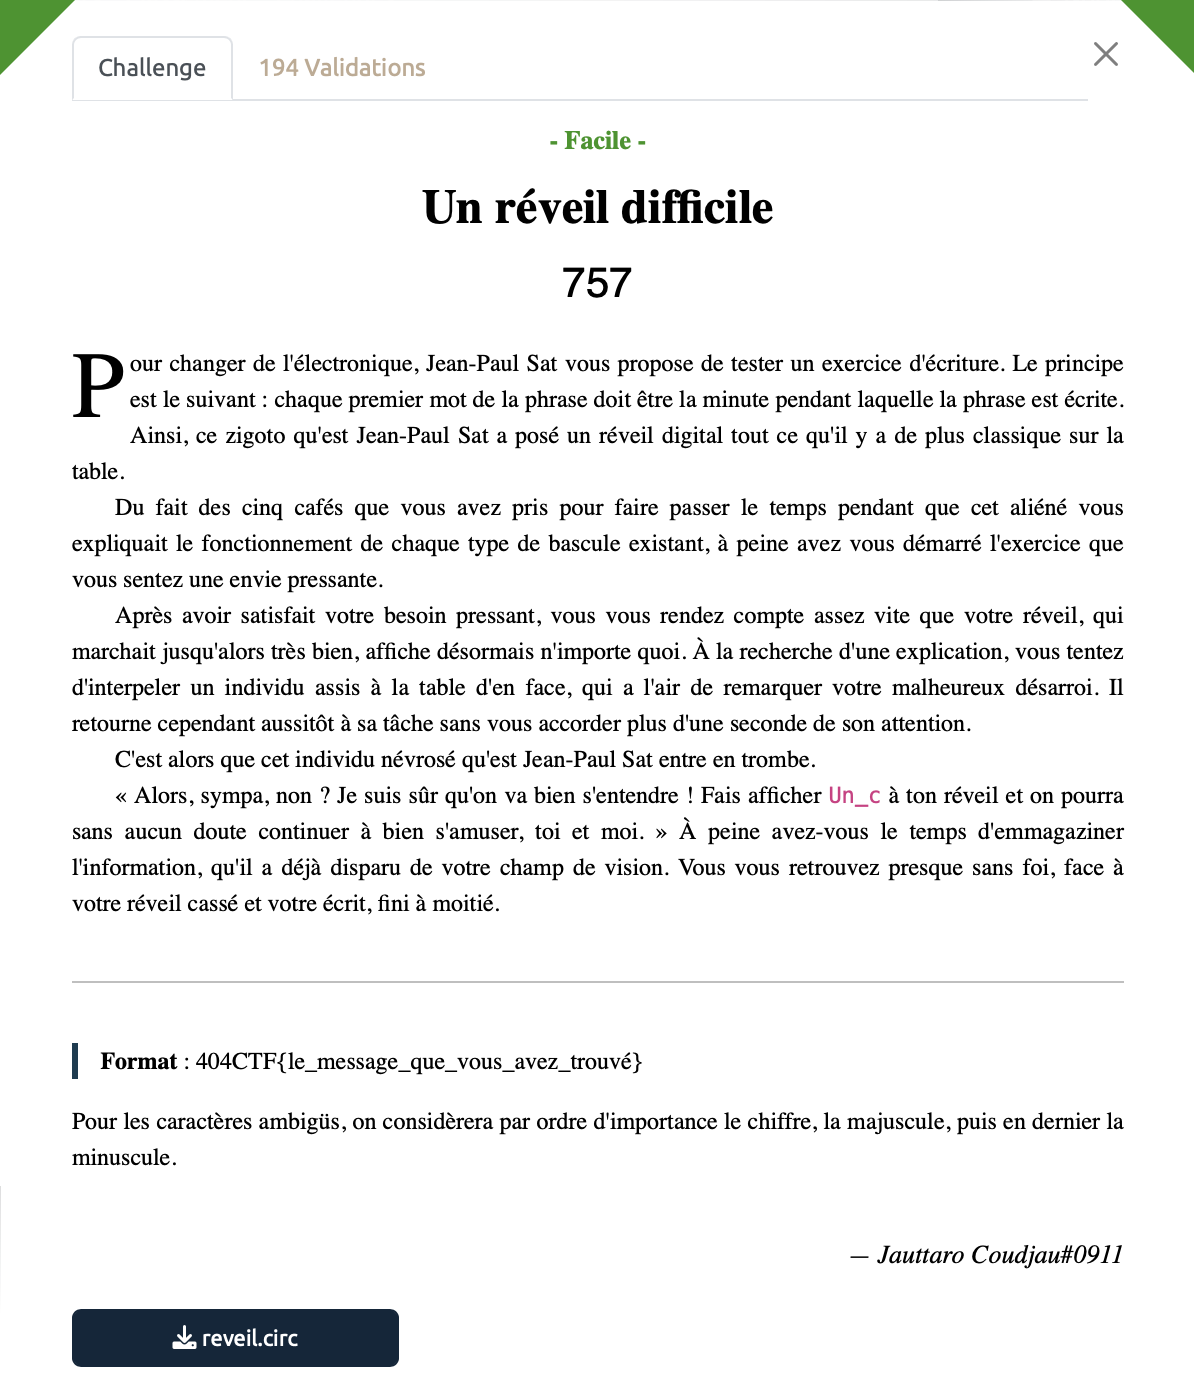 Challenge
194 Validations
- Facile -
Un réveil difficile
757
Pour changer de l'électronique, Jean-Paul Sat vous propose de tester un exercice d'écriture. Le principe
est le suivant : chaque premier mot de la phrase doit être la minute pendant laquelle la phrase est écrite.
Ainsi, ce zigoto qu'est Jean-Paul Sat a posé un réveil digital tout ce qu'il y a de plus classique sur la
table.
Du fait des cinq cafés que vous avez pris pour faire passer le temps pendant que cet aliéné vous
expliquait le fonctionnement de chaque type de bascule existant, à peine avez vous démarré l'exercice que
vous sentez une envie pressante.
Après avoir satisfait votre besoin pressant, vous vous rendez compte assez vite que votre réveil, qui
marchait jusqu'alors très bien, affiche désormais n'importe quoi. À la recherche d'une explication, vous tentez
d'interpeler un individu assis à la table d'en face, qui a l'air de remarquer votre malheureux désarroi. Il
retourne cependant aussitôt à sa tâche sans vous accorder plus d'une seconde de son attention.
C'est alors que cet individu névrosé qu'est Jean-Paul Sat entre en trombe.
« Alors, sympa, non ? Je suis sûr qu'on va bien s'entendre ! Fais afficher Un_c à ton réveil et on pourra
sans aucun doute continuer à bien s'amuser, toi et moi. » À peine avez-vous le temps d'emmagaziner
l'information, qu'il a déjà disparu de votre champ de vision. Vous vous retrouvez presque sans foi, face à
votre réveil cassé et votre écrit, fini à moitié.
Format : 404CTF{le_message_que_vous_avez_trouvé}
Pour les caractères ambigüs, on considèrera par ordre d'importance le chiffre, la majuscule, puis en dernier la
minuscule.
— Jauttaro Coudjau#0911
reveil.circ